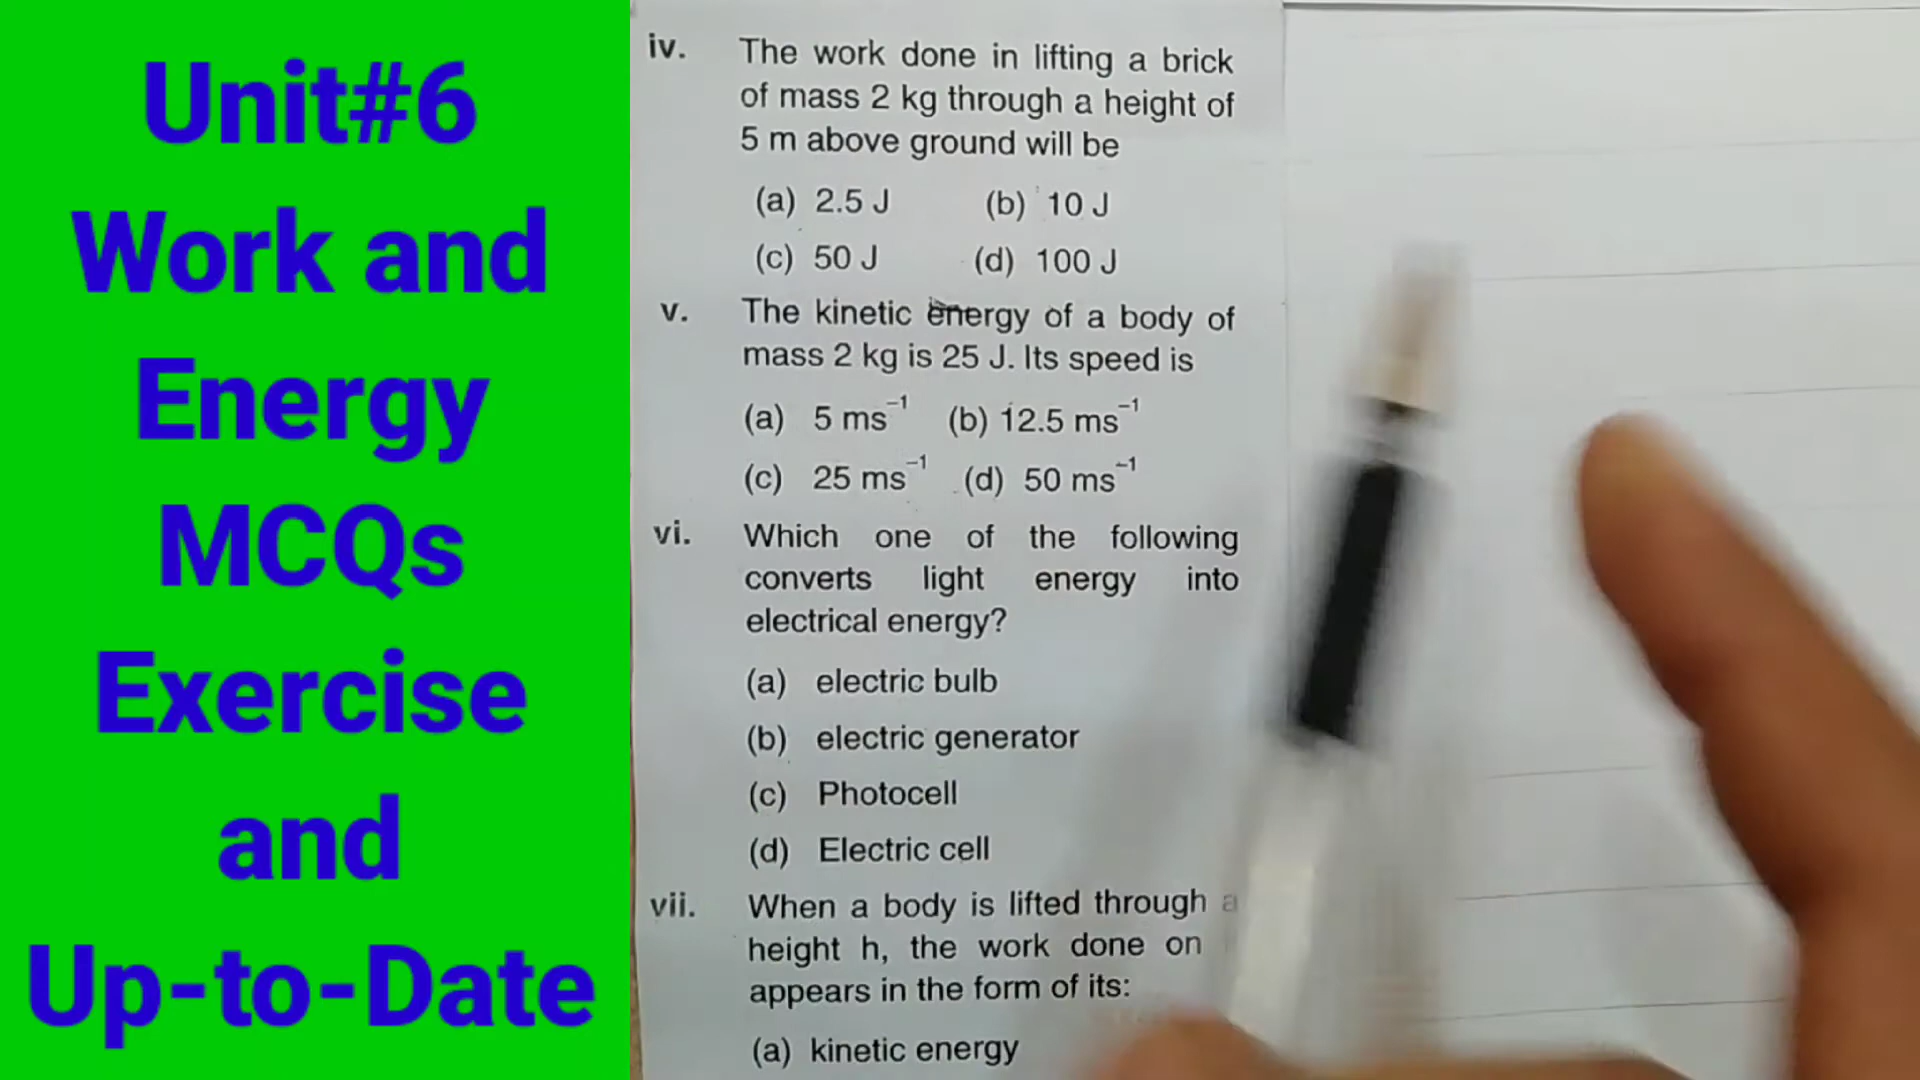 Unit#6
Work and
Energy
MCQs
Exercise
and
Up-to-Date
iv. The work done in lifting a brick
of mass 2 kg through a height of
5 m above ground will be
(a) 2.5 J (b) 10 J
(c) 50 J (d) 100 J
v. The kinetic energy of a body of
mass 2 kg is 25 J. Its speed is
(a) 5 ms⁻¹ (b) 12.5 ms⁻¹
(c) 25 ms⁻¹ (d) 50 ms⁻¹
vi. Which one of the following
converts light energy into
electrical energy?
(a) electric bulb
(b) electric generator
(c) Photocell
(d) Electric cell
vii. When a body is lifted through a
height h, the work done on
appears in the form of its:
(a) kinetic energy